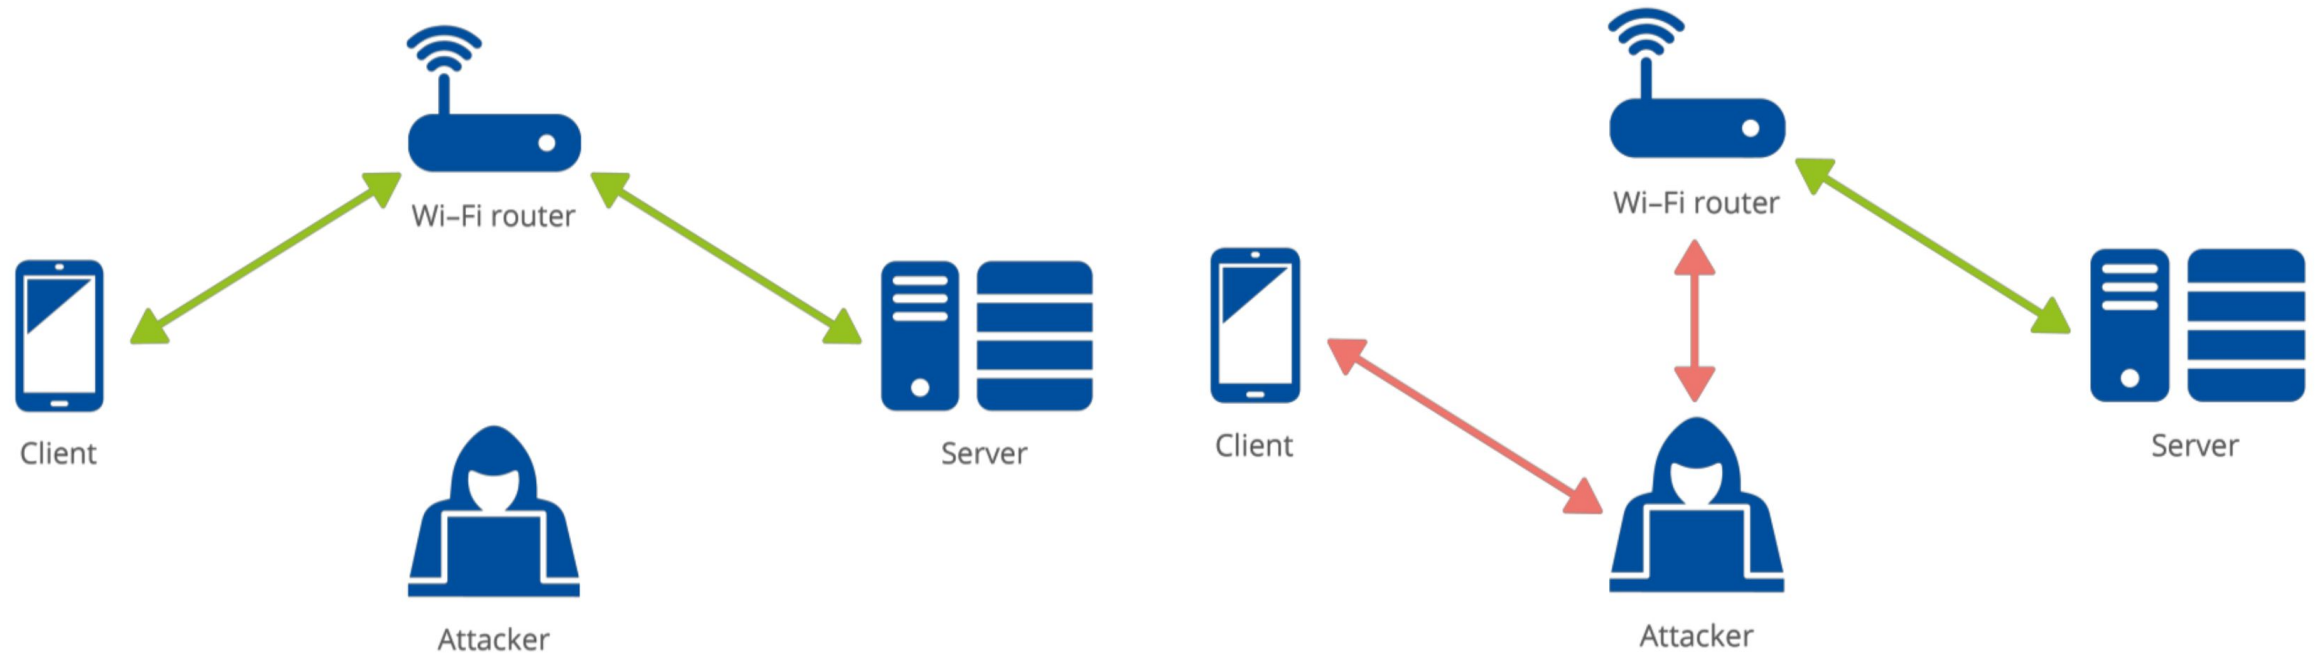 Wi–Fi router
Client
Server
Attacker
Wi–Fi router
Client
Server
Attacker